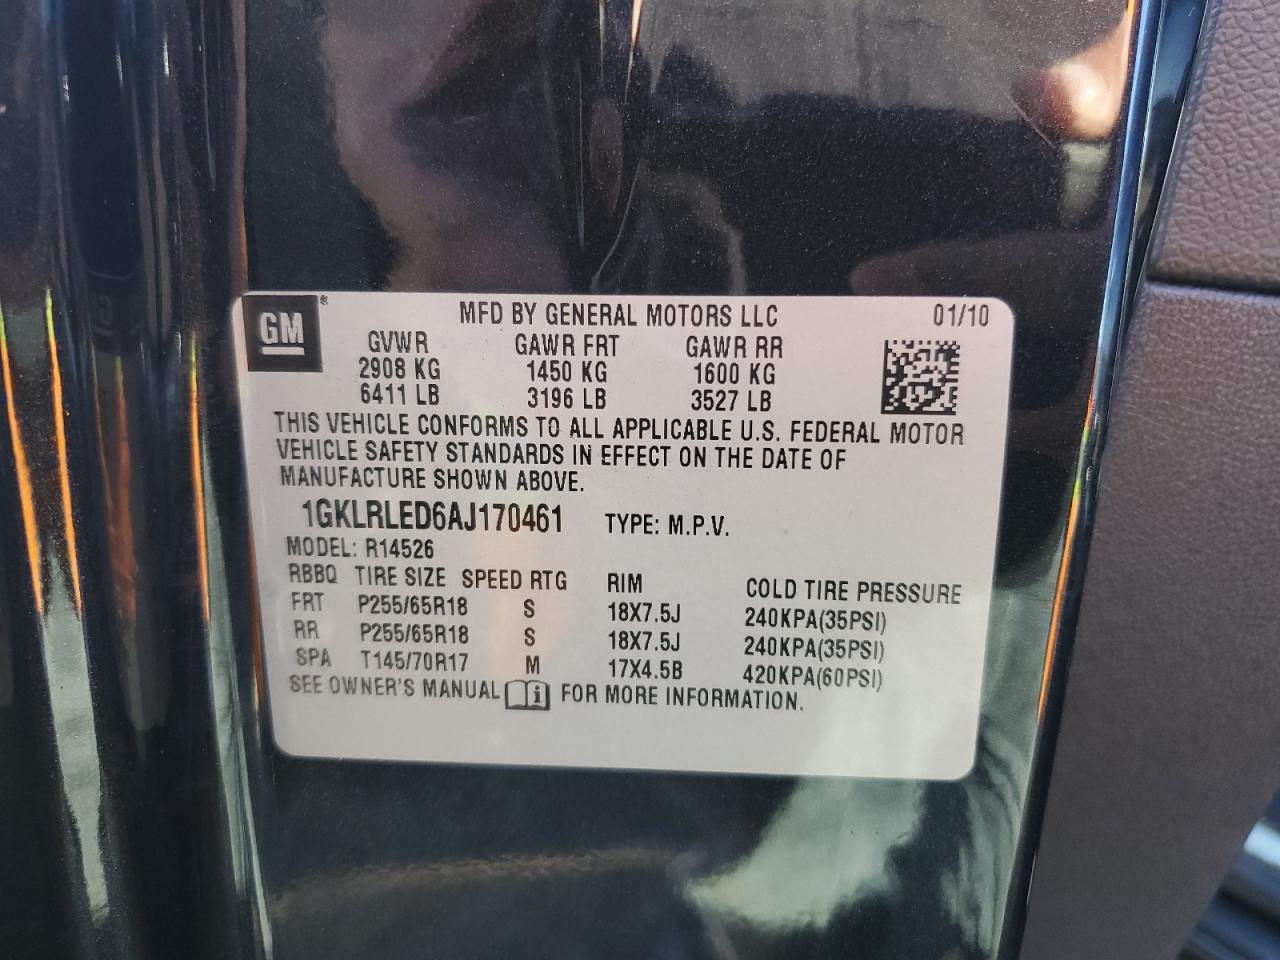 GM ® MFD BY GENERAL MOTORS LLC 01/10
GVWR GAWR FRT GAWR RR
2908 KG 1450 KG 1600 KG
6411 LB 3196 LB 3527 LB
THIS VEHICLE CONFORMS TO ALL APPLICABLE U.S. FEDERAL MOTOR
VEHICLE SAFETY STANDARDS IN EFFECT ON THE DATE OF
MANUFACTURE SHOWN ABOVE.
1GKLRLED6AJ170461 TYPE: M.P.V.
MODEL: R14526
RBBQ TIRE SIZE SPEED RTG RIM COLD TIRE PRESSURE
FRT P255/65R18 S 18X7.5J 240KPA(35PSI)
RR P255/65R18 S 18X7.5J 240KPA(35PSI)
SPA T145/70R17 M 17X4.5B 420KPA(60PSI)
SEE OWNER'S MANUAL i FOR MORE INFORMATION.